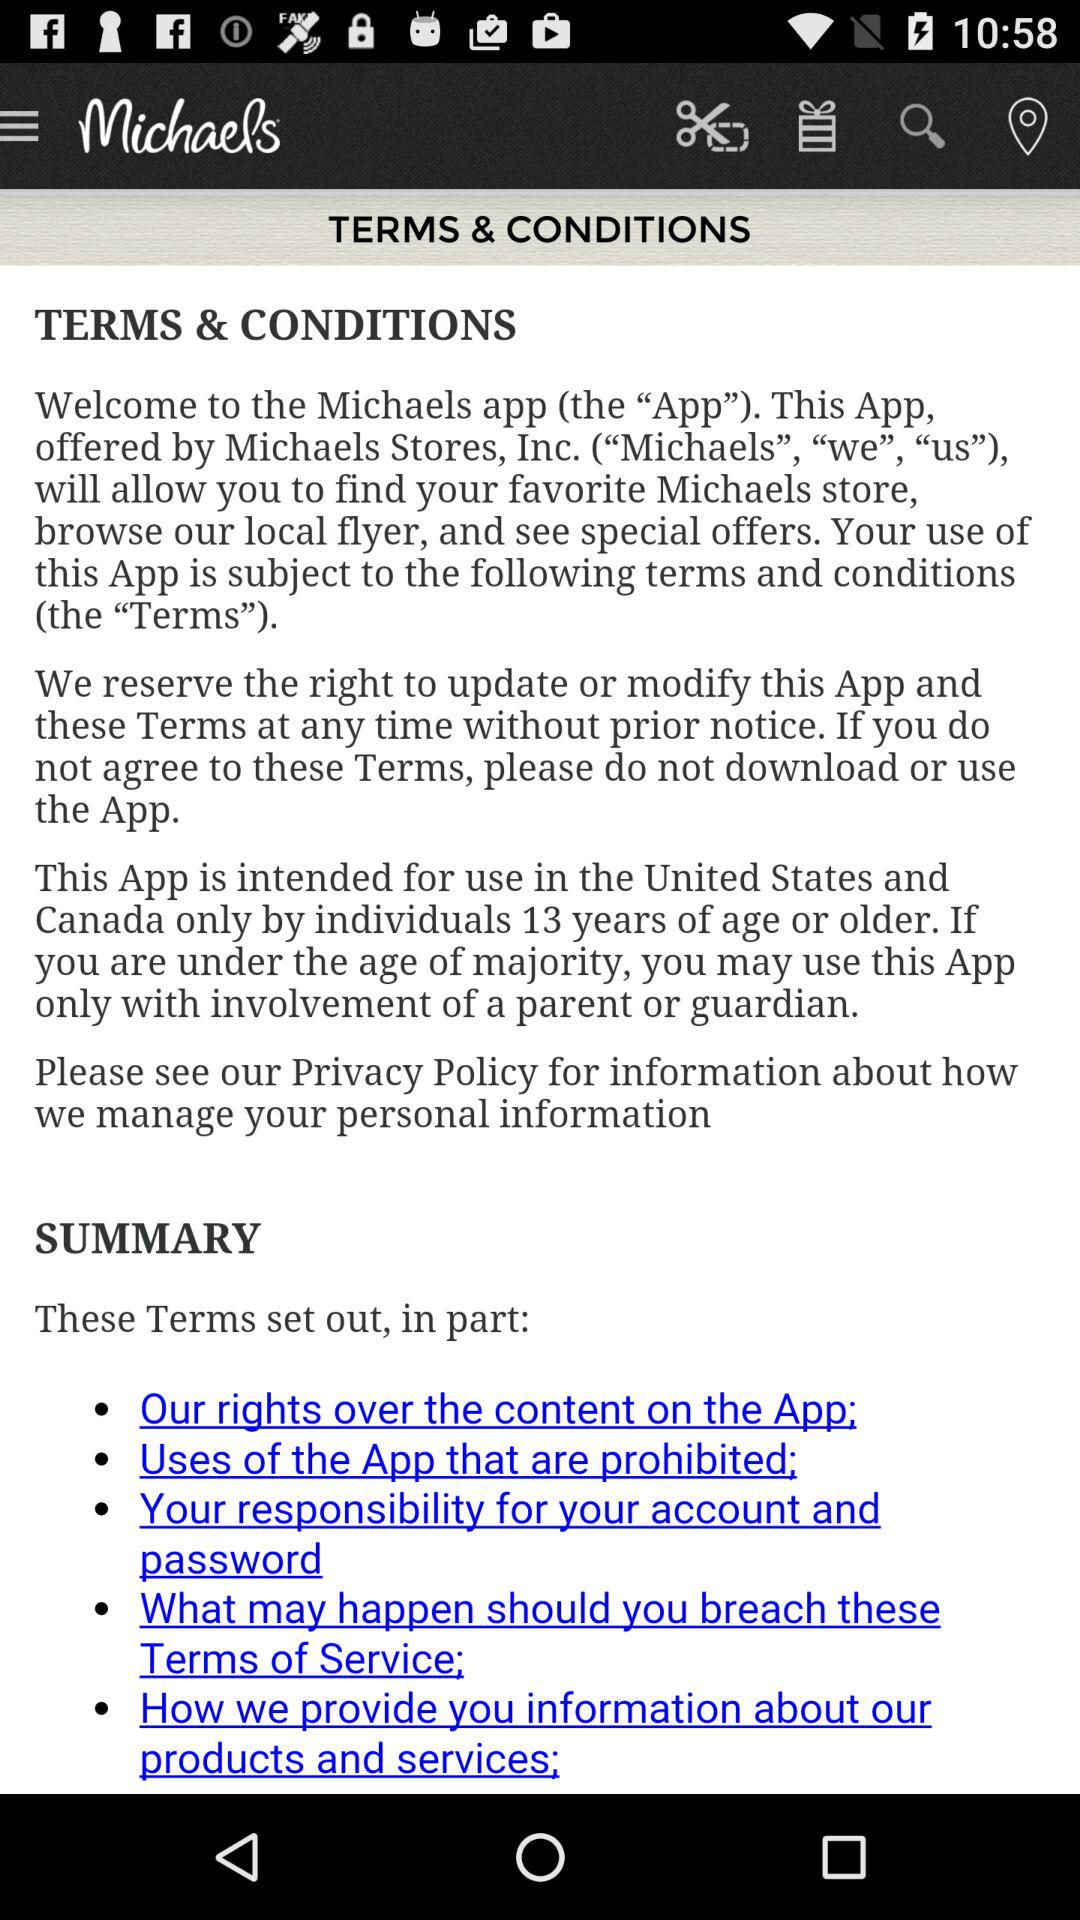 FAKE
10:58
Michaels
TERMS & CONDITIONS
TERMS & CONDITIONS
Welcome to the Michaels app (the “App”). This App,
offered by Michaels Stores, Inc. (“Michaels”, “we”, “us”),
will allow you to find your favorite Michaels store,
browse our local flyer, and see special offers. Your use of
this App is subject to the following terms and conditions
(the “Terms”).
We reserve the right to update or modify this App and
these Terms at any time without prior notice. If you do
not agree to these Terms, please do not download or use
the App.
This App is intended for use in the United States and
Canada only by individuals 13 years of age or older. If
you are under the age of majority, you may use this App
only with involvement of a parent or guardian.
Please see our Privacy Policy for information about how
we manage your personal information
SUMMARY
These Terms set out, in part:
• Our rights over the content on the App;
• Uses of the App that are prohibited;
• Your responsibility for your account and
password
• What may happen should you breach these
Terms of Service;
• How we provide you information about our
products and services;